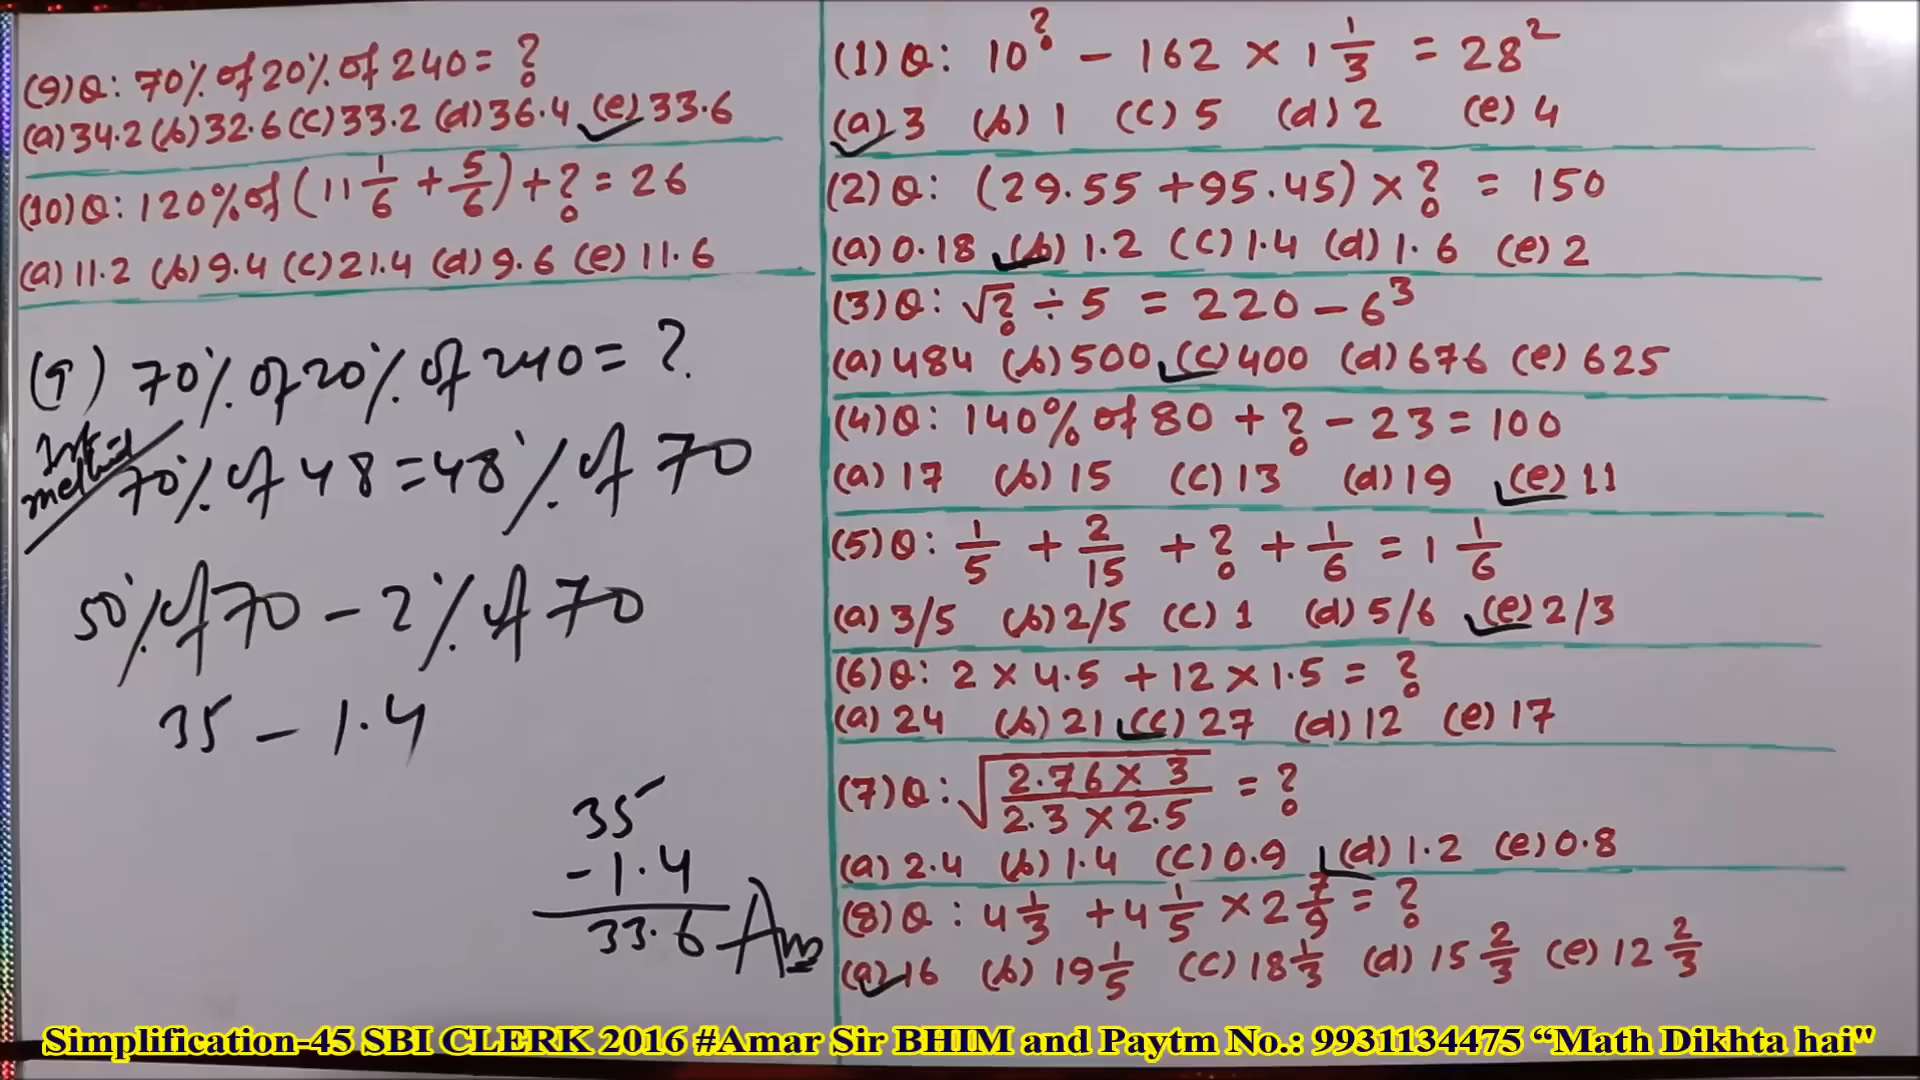 (9)Q: 70% of 20% of 240 = ?
(a) 34.2 (b) 32.6 (c) 33.2 (d) 36.4 (e) 33.6
(10)Q: 120% of (11 1/6 + 5/6) + ? = 26
(a) 11.2 (b) 9.4 (c) 21.4 (d) 9.6 (e) 11.6
(9) 70% of 20% of 240 = ?
method
70% of 48 = 48% of 70
50% of 70 - 2% of 70
35 - 1.4
35
- 1.4
33.6 Ans
(1)Q: 10^? - 162 × 1 1/3 = 28²
(a) 3 (b) 1 (c) 5 (d) 2 (e) 4
(2)Q: (29.55 + 95.45) × ? = 150
(a) 0.18 (b) 1.2 (c) 1.4 (d) 1.6 (e) 2
(3)Q: √? ÷ 5 = 220 - 6³
(a) 484 (b) 500 (c) 400 (d) 676 (e) 625
(4)Q: 140% of 80 + ? - 23 = 100
(a) 17 (b) 15 (c) 13 (d) 19 (e) 11
(5)Q: 1/5 + 2/15 + ? + 1/6 = 1 1/6
(a) 3/5 (b) 2/5 (c) 1 (d) 5/6 (e) 2/3
(6)Q: 2 × 4.5 + 12 × 1.5 = ?
(a) 24 (b) 21 (c) 27 (d) 12 (e) 17
(7)Q: √(2.76 × 3 / 2.3 × 2.5) = ?
(a) 2.4 (b) 1.4 (c) 0.9 (d) 1.2 (e) 0.8
(8)Q: 4 1/3 + 4 1/5 × 2 7/9 = ?
(a) 16 (b) 19 1/5 (c) 18 1/3 (d) 15 2/3 (e) 12 2/3
Simplification-45 SBI CLERK 2016 #Amar Sir BHIM and Paytm No.: 9931134475 “Math Dikhta hai"